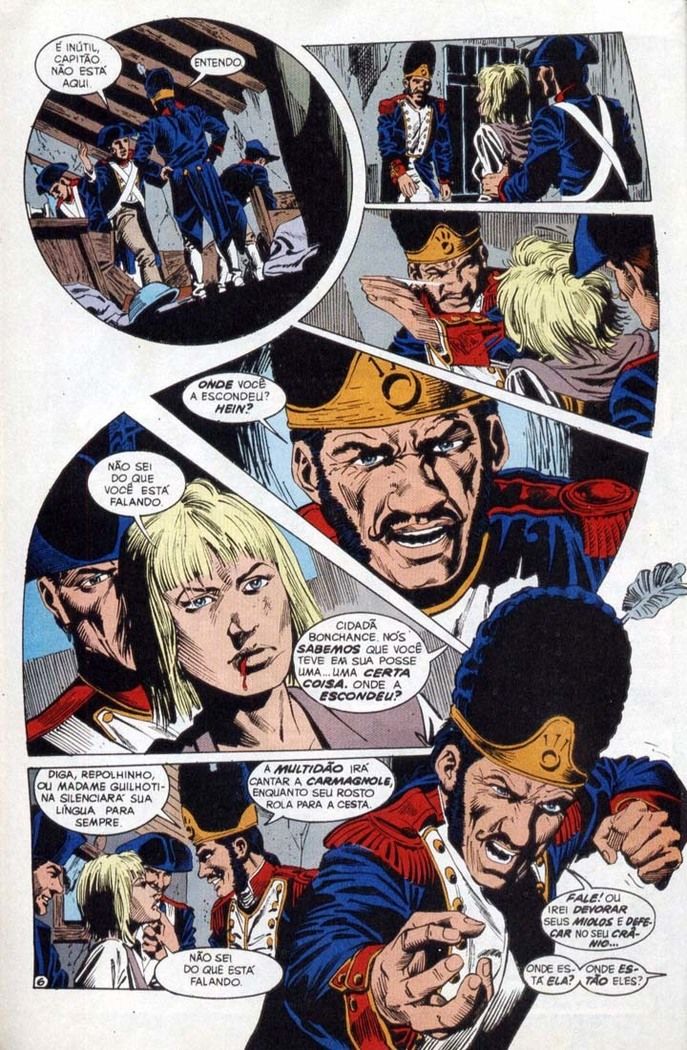 É INÚTIL,
CAPITÃO
NÃO ESTÁ
AQUI.
ENTENDO.
ONDE VOCÊ
A ESCONDEU?
HEIN?
NÃO SEI
DO QUE
VOCÊ ESTÁ
FALANDO.
CIDADÃ
BONCHANCE. NÓS
SABEMOS QUE VOCÊ
TEVE EM SUA POSSE
UMA... UMA CERTA
COISA. ONDE A
ESCONDEU?
DIGA, REPOLHINHO,
OU MADAME GUILHOTI-
NA SILENCIARÁ SUA
LÍNGUA PARA
SEMPRE.
A MULTIDÃO IRÁ
CANTAR A CARMAGNOLE,
ENQUANTO SEU ROSTO
ROLA PARA A CESTA.
NÃO SEI
DO QUE ESTÁ
FALANDO.
FALE! OU
IREI DEVORAR
SEUS MIOLOS E DEFE-
CAR NO SEU CRÂ-
NIO...
ONDE ES-
TÁ ELA?
ONDE ES-
TÃO ELES?
6